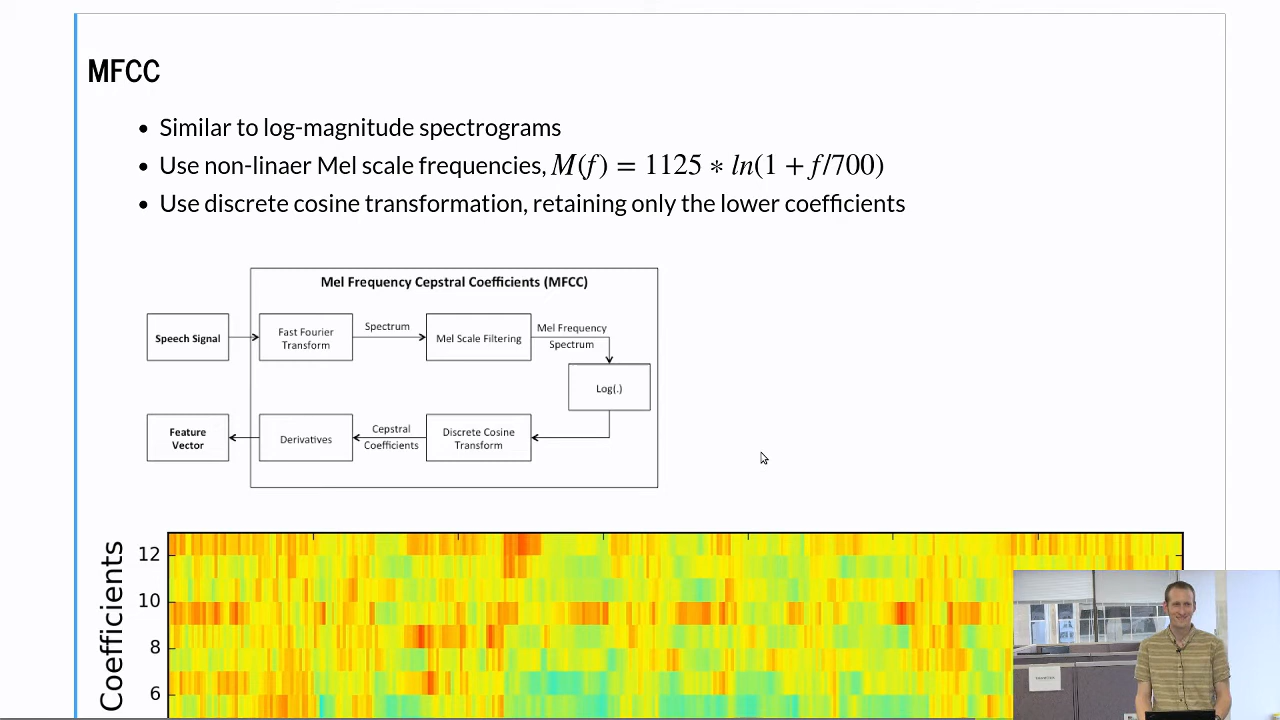 MFCC
• Similar to log-magnitude spectrograms
• Use non-linaer Mel scale frequencies, M(f) = 1125 * ln(1 + f/700)
• Use discrete cosine transformation, retaining only the lower coefficients
Mel Frequency Cepstral Coefficients (MFCC)
Speech Signal
Fast Fourier
Transform
Spectrum
Mel Scale Filtering
Mel Frequency
Spectrum
Log(.)
Discrete Cosine
Transform
Cepstral
Coefficients
Derivatives
Feature
Vector
Coefficients
12
10
8
6